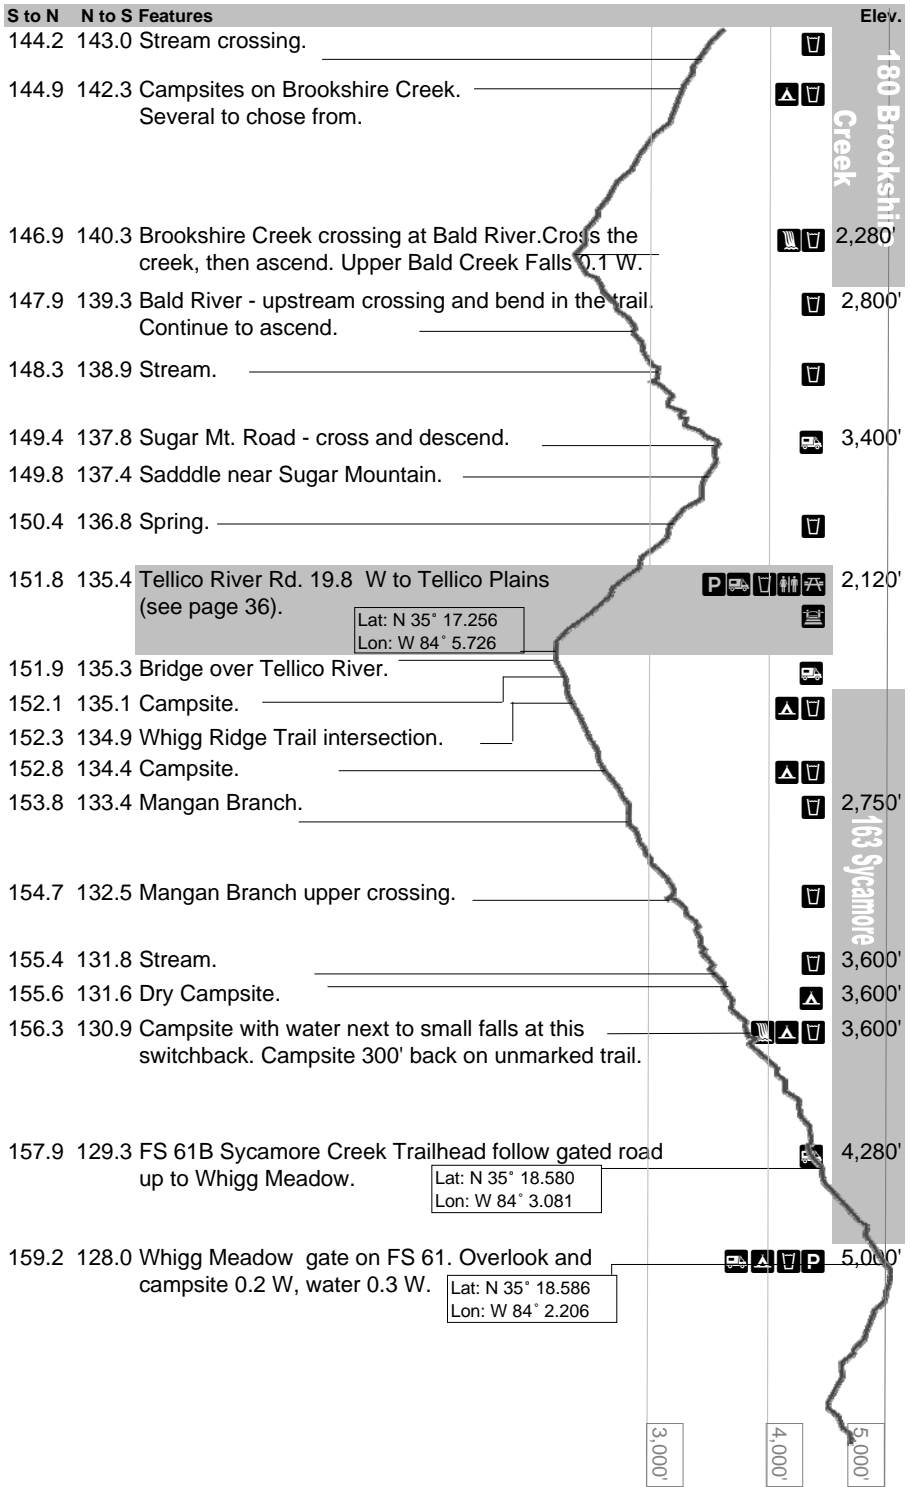 S to N N to S Features Elev.
144.2 143.0 Stream crossing.
144.9 142.3 Campsites on Brookshire Creek.
Several to chose from.
180 Brookship
Creek
146.9 140.3 Brookshire Creek crossing at Bald River.Cross the 2,280'
creek, then ascend. Upper Bald Creek Falls 0.1 W.
147.9 139.3 Bald River - upstream crossing and bend in the trail. 2,800'
Continue to ascend.
148.3 138.9 Stream.
149.4 137.8 Sugar Mt. Road - cross and descend. 3,400'
149.8 137.4 Sadddle near Sugar Mountain.
150.4 136.8 Spring.
151.8 135.4 Tellico River Rd. 19.8 W to Tellico Plains P 2,120'
(see page 36).
Lat: N 35° 17.256
Lon: W 84° 5.726
151.9 135.3 Bridge over Tellico River.
152.1 135.1 Campsite.
152.3 134.9 Whigg Ridge Trail intersection.
152.8 134.4 Campsite.
153.8 133.4 Mangan Branch. 2,750'
163 Sycamore
154.7 132.5 Mangan Branch upper crossing.
155.4 131.8 Stream. 3,600'
155.6 131.6 Dry Campsite. 3,600'
156.3 130.9 Campsite with water next to small falls at this 3,600'
switchback. Campsite 300' back on unmarked trail.
157.9 129.3 FS 61B Sycamore Creek Trailhead follow gated road 4,280'
up to Whigg Meadow.
Lat: N 35° 18.580
Lon: W 84° 3.081
159.2 128.0 Whigg Meadow gate on FS 61. Overlook and P 5,000'
campsite 0.2 W, water 0.3 W.
Lat: N 35° 18.586
Lon: W 84° 2.206
3,000'
4,000'
5,000'